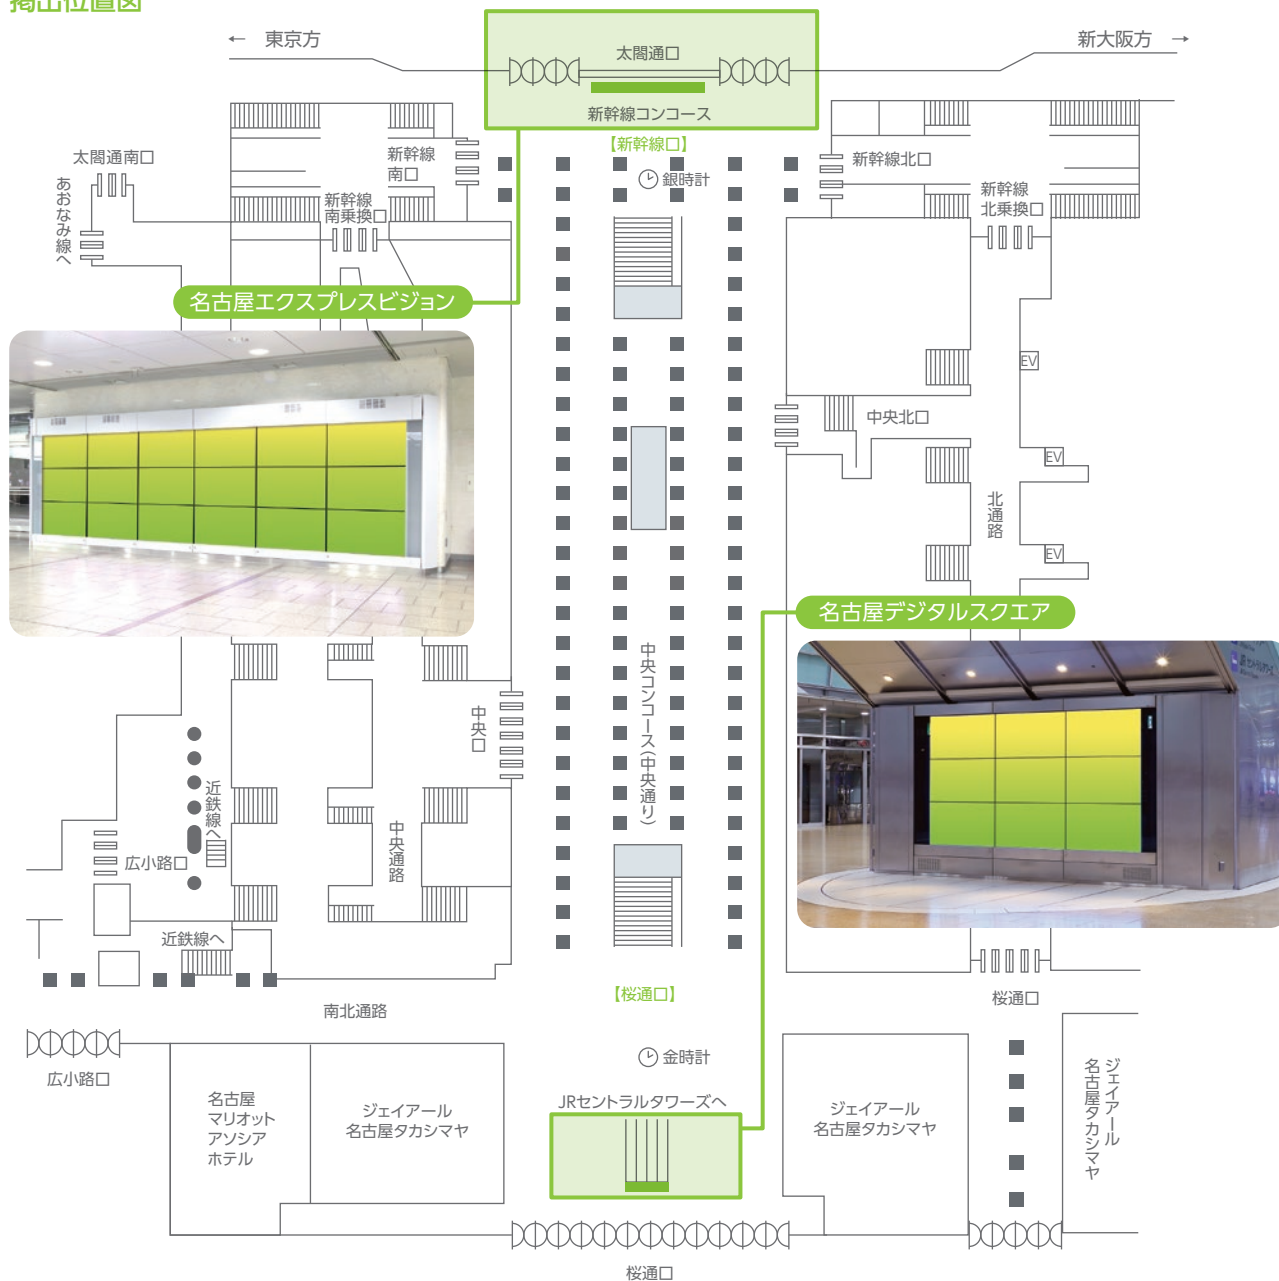 掲出位置図
← 東京方
太閤通口
新大阪方 →
新幹線コンコース
【新幹線口】
太閤通南口
新幹線
南口
銀時計
新幹線北口
あおなみ線へ
新幹線
南乗換口
新幹線
北乗換口
名古屋エクスプレスビジョン
EV
中央北口
EV
北通路
EV
名古屋デジタルスクエア
中央コンコース(中央通り)
中央口
近鉄線へ
中央通路
広小路口
近鉄線へ
【桜通口】
桜通口
南北通路
金時計
広小路口
JRセントラルタワーズへ
名古屋
マリオット
アソシア
ホテル
ジェイアール
名古屋タカシマヤ
ジェイアール
名古屋タカシマヤ
ジェイアール
名古屋タカシマヤ
桜通口